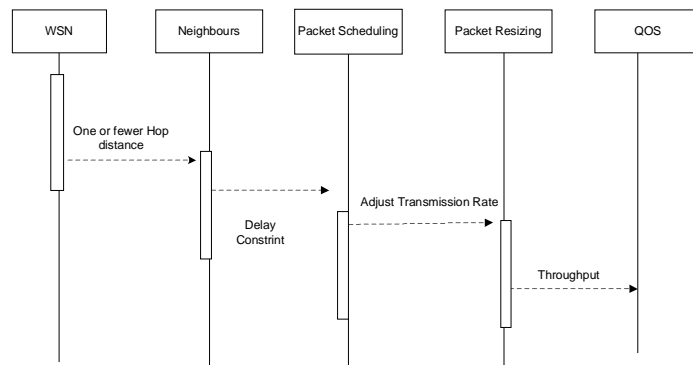 WSN
Neighbours
Packet Scheduling
Packet Resizing
QOS
One or fewer Hop
distance
Delay
Constrint
Adjust Transmission Rate
Throughput